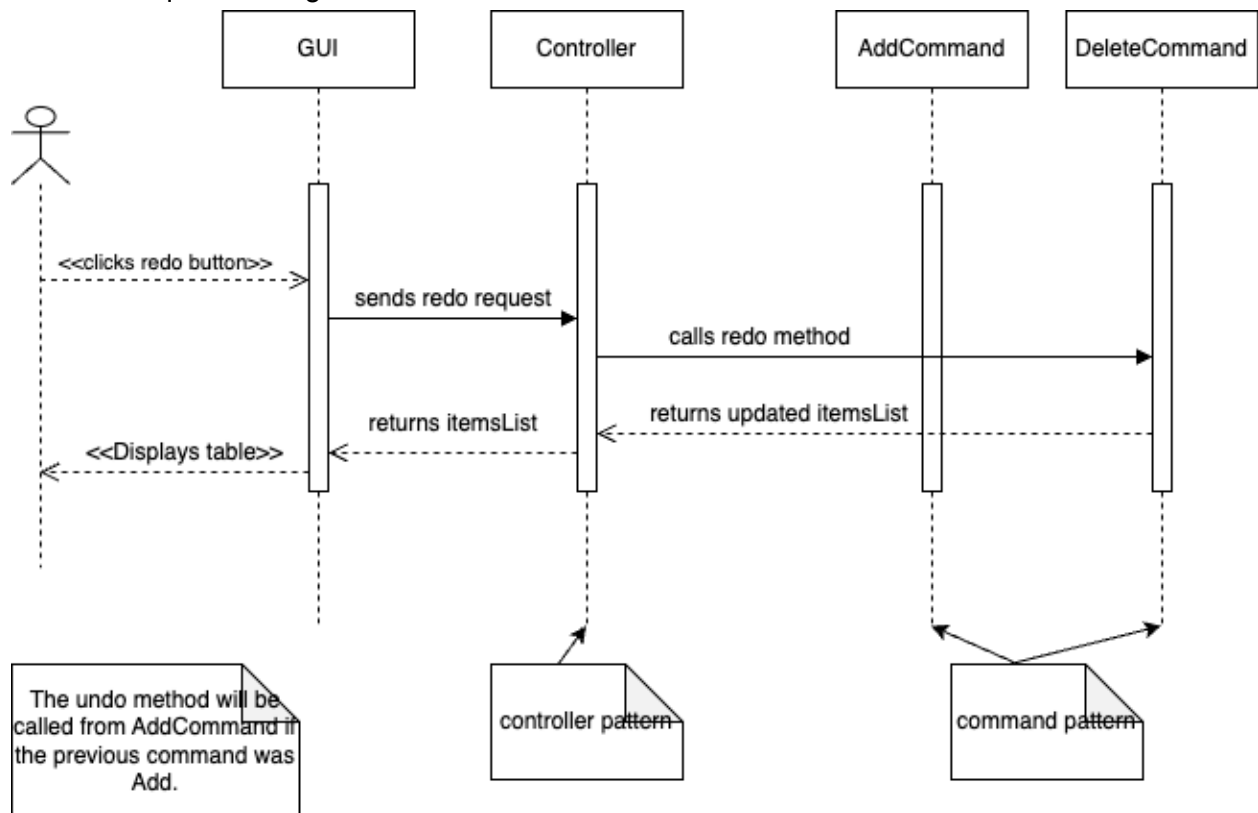 GUI
Controller
AddCommand
DeleteCommand
<<clicks redo button>>
sends redo request
calls redo method
returns updated itemsList
returns itemsList
<<Displays table>>
The undo method will be
called from AddCommand if
the previous command was
Add.
controller pattern
command pattern